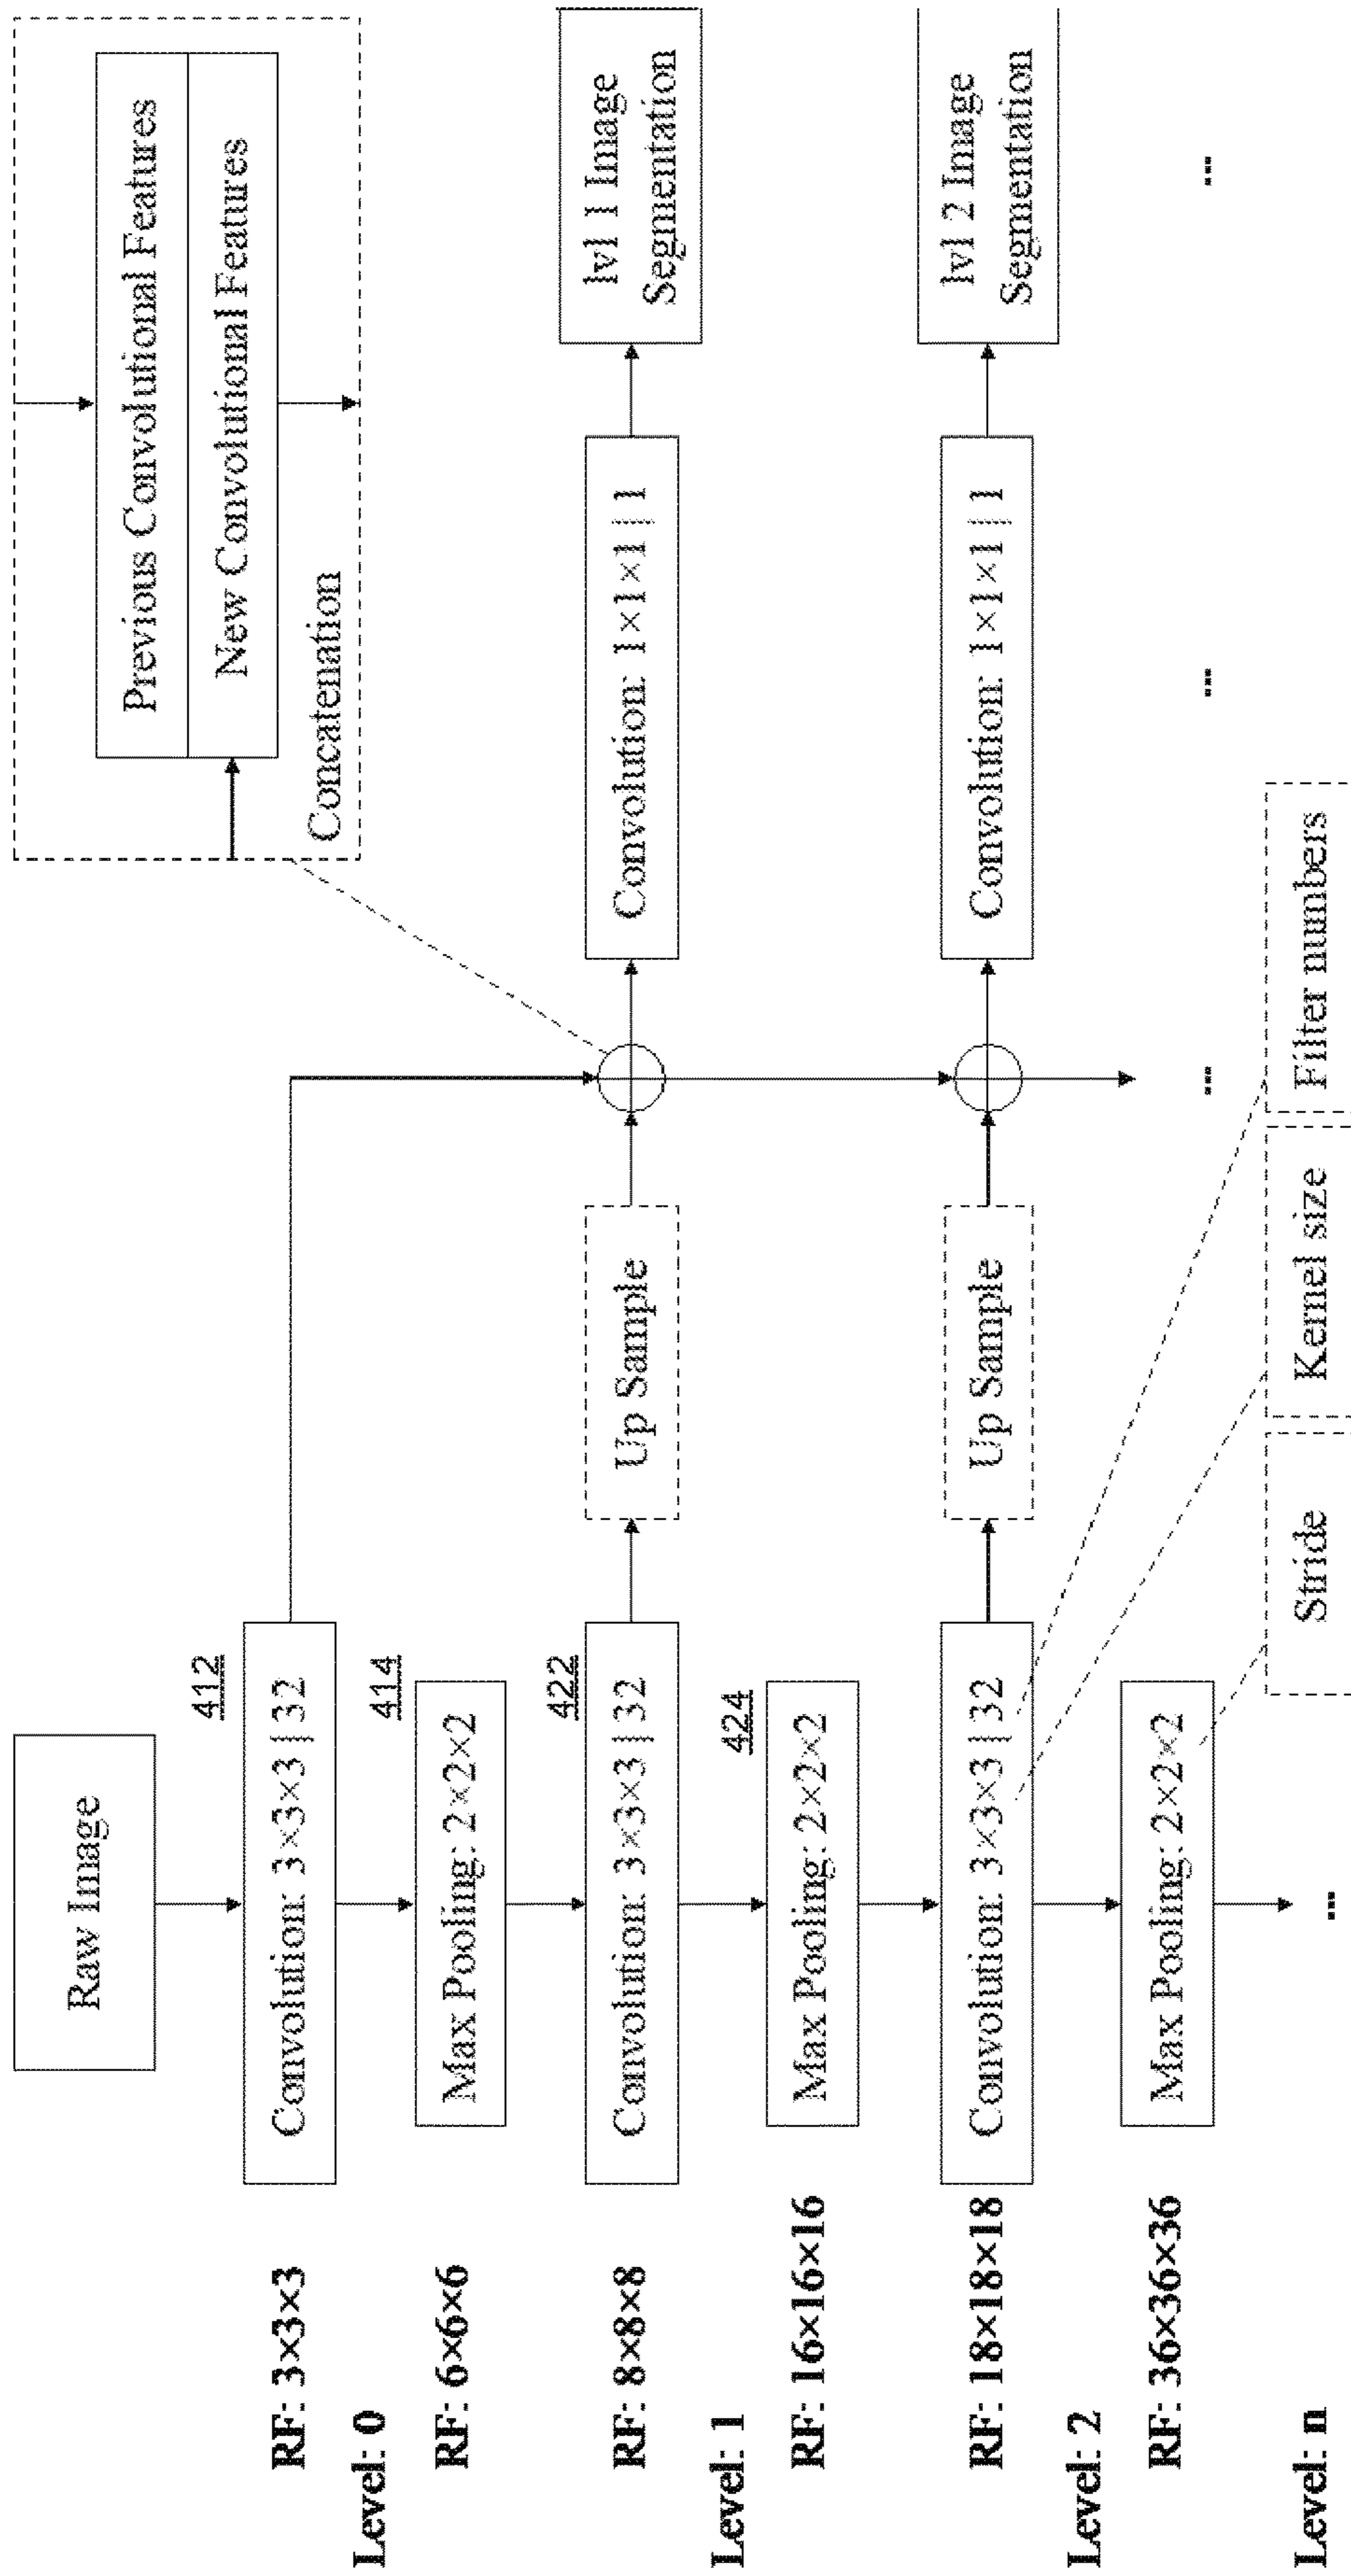 Raw Image
Previous Convolutional Features
New Convolutional Features
Concatenation
RF: 3×3×3
Convolution: 3×3×3 || 32
412
Level: 0
RF: 6×6×6
Max Pooling: 2×2×2
414
RF: 8×8×8
Convolution: 3×3×3 || 32
422
Up Sample
Convolution: 1×1×1 || 1
lvl 1 Image
Segmentation
Level: 1
RF: 16×16×16
Max Pooling: 2×2×2
424
RF: 18×18×18
Convolution: 3×3×3 || 32
Up Sample
Convolution: 1×1×1 || 1
lvl 2 Image
Segmentation
Level: 2
RF: 36×36×36
Max Pooling: 2×2×2
...
...
...
Level: n
...
Stride
Kernel size
Filter numbers